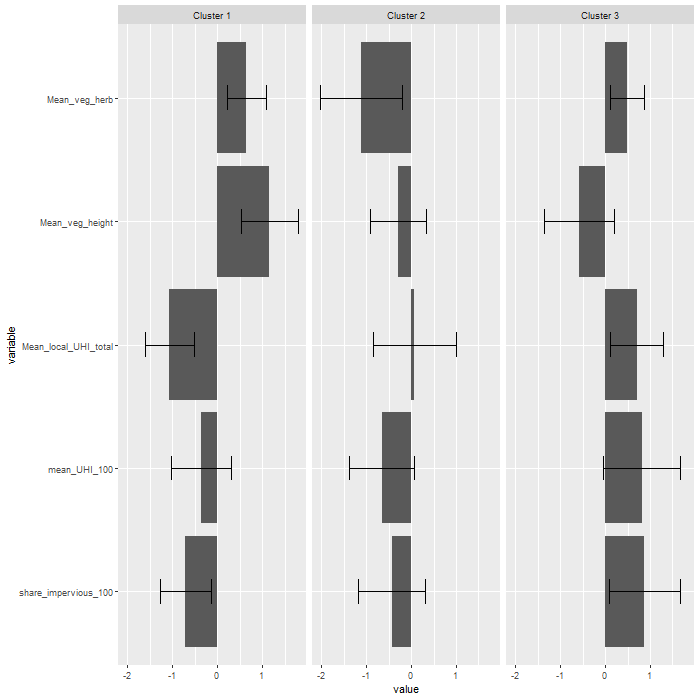 Cluster 1
Cluster 2
Cluster 3
Mean_veg_herb
Mean_veg_height
Mean_local_UHI_total
mean_UHI_100
share_impervious_100
variable
-2 -1 0 1
-2 -1 0 1
-2 -1 0 1
value